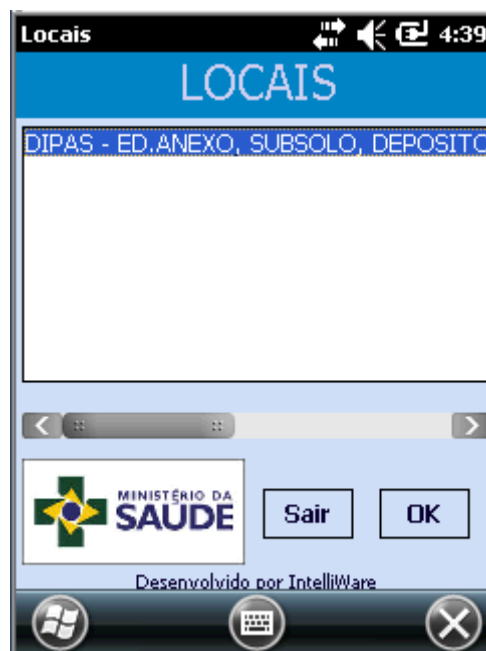 Locais 4:39
LOCAIS
DIPAS - ED.ANEXO, SUBSOLO, DEPOSITO
MINISTÉRIO DA
SAÚDE
Sair OK
Desenvolvido por IntelliWare